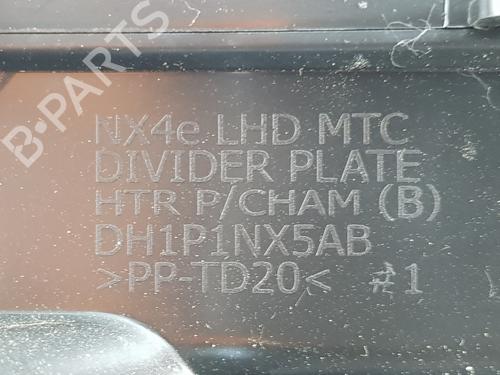 B-PARTS
NX4e LHD MTC
DIVIDER PLATE
HTR P/CHAM (B)
DH1P1NX5AB
>PP-TD20< #1